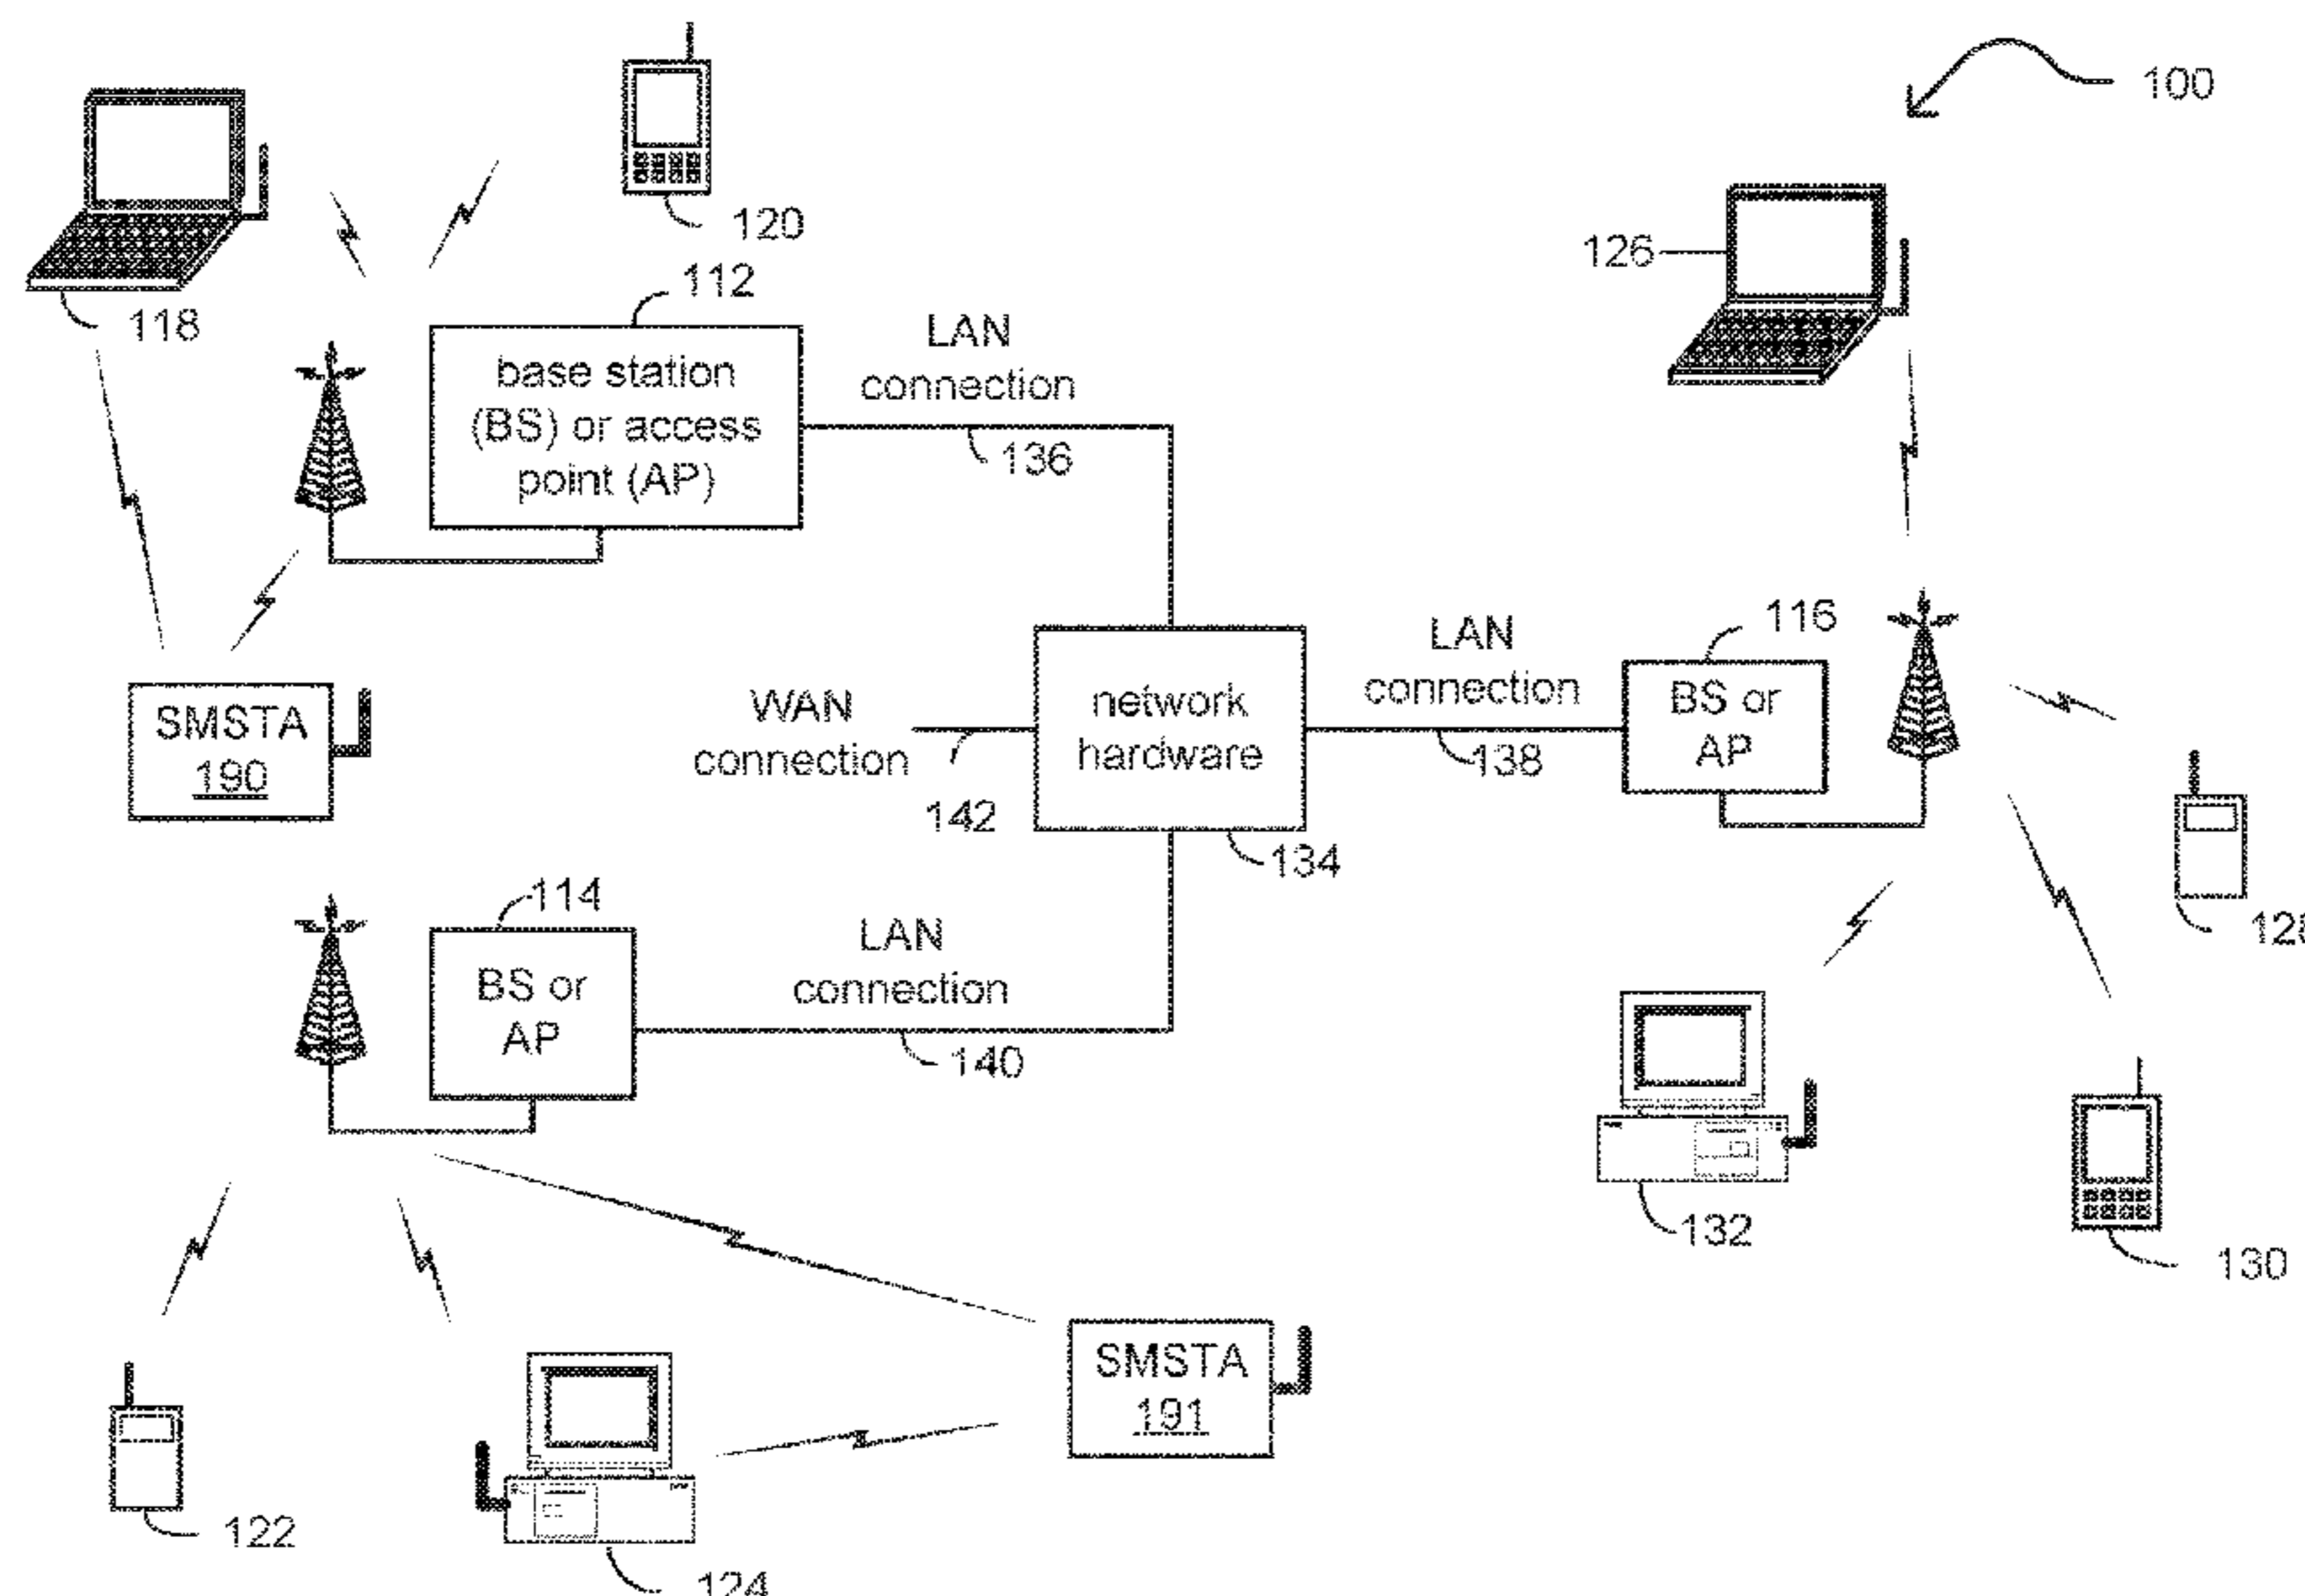 100
120
126
112
118
base station
(BS) or access
point (AP)
LAN
connection
136
SMSTA
190
WAN
connection
142
network
hardware
134
LAN
connection
138
116
BS or
AP
128
114
BS or
AP
LAN
connection
140
132
130
SMSTA
191
122
124